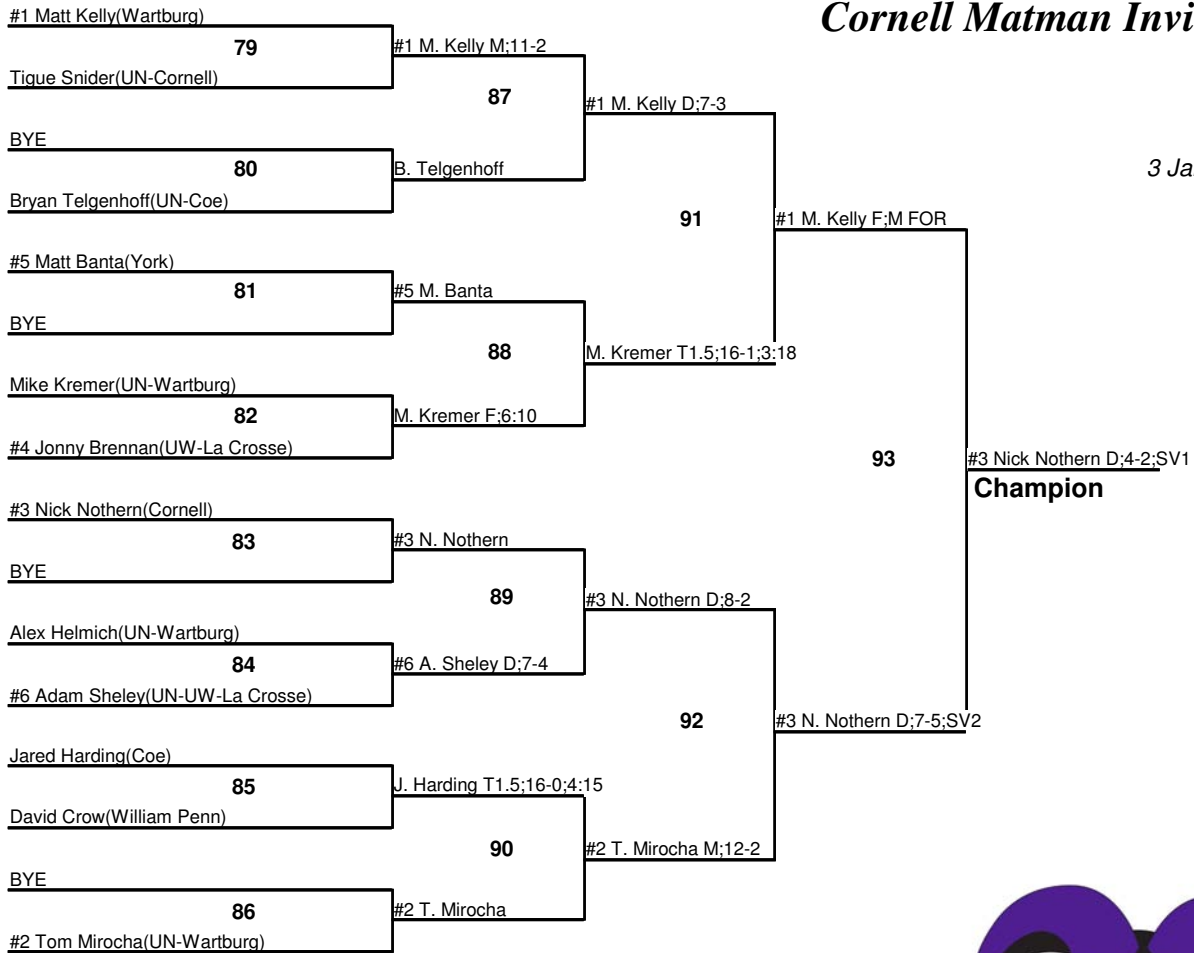 #1 Matt Kelly(Wartburg)
Cornell Matman Invi
79
#1 M. Kelly M;11-2
Tigue Snider(UN-Cornell)
87
#1 M. Kelly D;7-3
BYE
80
B. Telgenhoff
3 Ja
Bryan Telgenhoff(UN-Coe)
91
#1 M. Kelly F;M FOR
#5 Matt Banta(York)
81
#5 M. Banta
BYE
88
M. Kremer T1.5;16-1;3:18
Mike Kremer(UN-Wartburg)
82
M. Kremer F;6:10
#4 Jonny Brennan(UW-La Crosse)
93
#3 Nick Nothern D;4-2;SV1
Champion
#3 Nick Nothern(Cornell)
83
#3 N. Nothern
BYE
89
#3 N. Nothern D;8-2
Alex Helmich(UN-Wartburg)
84
#6 A. Sheley D;7-4
#6 Adam Sheley(UN-UW-La Crosse)
92
#3 N. Nothern D;7-5;SV2
Jared Harding(Coe)
85
J. Harding T1.5;16-0;4:15
David Crow(William Penn)
90
#2 T. Mirocha M;12-2
BYE
86
#2 T. Mirocha
#2 Tom Mirocha(UN-Wartburg)